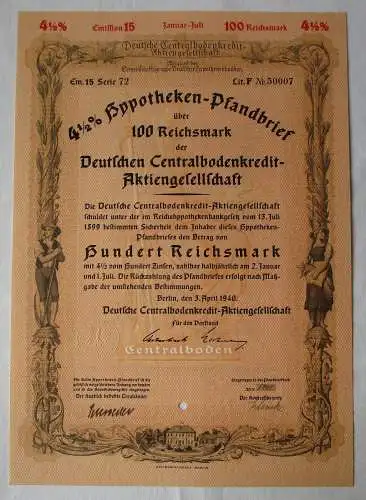 4½% Emission 15 Januar-Juli 100 Reichsmark 4½%
Deutsche Centralbodenkredit-
Aktiengesellschaft
Em. 15 Serie 72 Lit. F № 30007
4½% Hypotheken-Pfandbrief
über
100 Reichsmark
der
Deutschen Centralbodenkredit-
Aktiengesellschaft
Die Deutsche Centralbodenkredit-Aktiengesellschaft
schuldet unter der im Reichshypothekenbankgesetz vom 13. Juli
1899 bestimmten Sicherheit dem Inhaber dieses Hypotheken-
Pfandbriefes den Betrag von
Hundert Reichsmark
mit 4½ vom Hundert Zinsen, zahlbar halbjährlich am 2. Januar
und 1. Juli. Die Rückzahlung des Pfandbriefes erfolgt nach Maß-
gabe der umstehenden Bestimmungen.
Berlin, den 3. April 1940.
Deutsche Centralbodenkredit-Aktiengesellschaft
Für den Vorstand
Centralboden